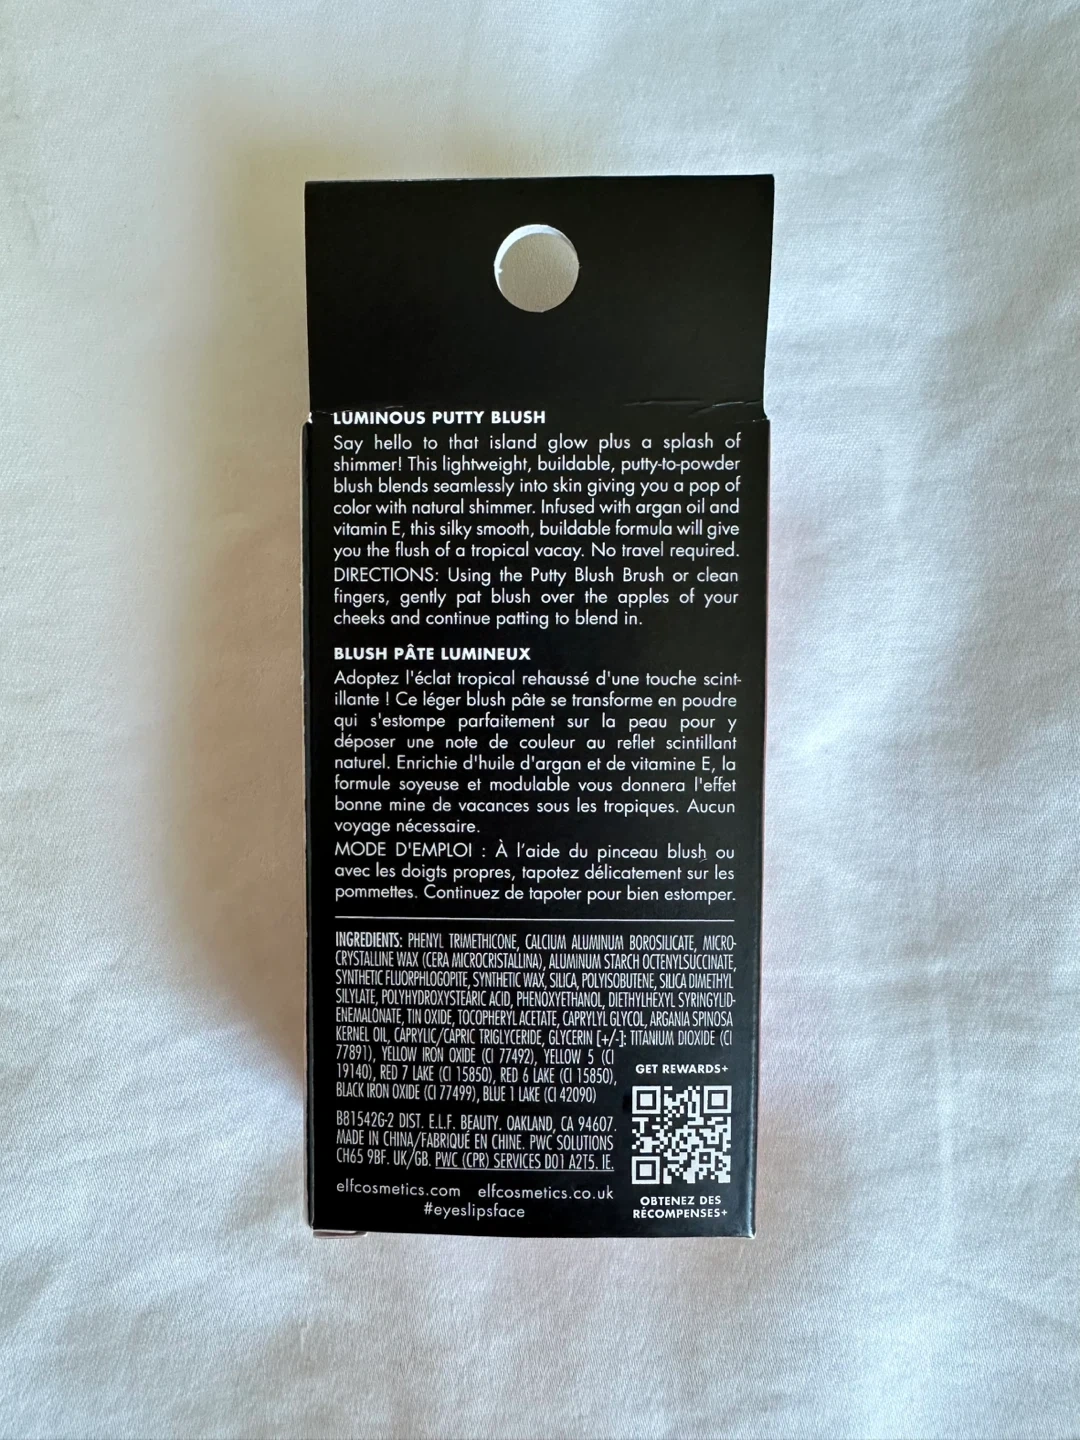 LUMINOUS PUTTY BLUSH
Say hello to that island glow plus a splash of
shimmer! This lightweight, buildable, putty-to-powder
blush blends seamlessly into skin giving you a pop of
color with natural shimmer. Infused with argan oil and
vitamin E, this silky smooth, buildable formula will give
you the flush of a tropical vacay. No travel required.
DIRECTIONS: Using the Putty Blush Brush or clean
fingers, gently pat blush over the apples of your
cheeks and continue patting to blend in.
BLUSH PÂTE LUMINEUX
Adoptez l'éclat tropical rehaussé d'une touche scint-
illante ! Ce léger blush pâte se transforme en poudre
qui s'estompe parfaitement sur la peau pour y
déposer une note de couleur au reflet scintillant
naturel. Enrichie d'huile d'argan et de vitamine E, la
formule soyeuse et modulable vous donnera l'effet
bonne mine de vacances sous les tropiques. Aucun
voyage nécessaire.
MODE D'EMPLOI : À l’aide du pinceau blush ou
avec les doigts propres, tapotez délicatement sur les
pommettes. Continuez de tapoter pour bien estomper.
INGREDIENTS: PHENYL TRIMETHICONE, CALCIUM ALUMINUM BOROSILICATE, MICRO-
CRYSTALLINE WAX (CERA MICROCRISTALLINA), ALUMINUM STARCH OCTENYLSUCCINATE,
SYNTHETIC FLUORPHLOGOPITE, SYNTHETIC WAX, SILICA, POLYISOBUTENE, SILICA DIMETHYL
SILYLATE, POLYHYDROXYSTEARIC ACID, PHENOXYETHANOL, DIETHYLHEXYL SYRINGYLID-
ENEMALONATE, TIN OXIDE, TOCOPHERYL ACETATE, CAPRYLYL GLYCOL, ARGANIA SPINOSA
KERNEL OIL, CAPRYLIC/CAPRIC TRIGLYCERIDE, GLYCERIN [+/-]: TITANIUM DIOXIDE (CI
77891), YELLOW IRON OXIDE (CI 77492), YELLOW 5 (CI
19140), RED 7 LAKE (CI 15850), RED 6 LAKE (CI 15850),
BLACK IRON OXIDE (CI 77499), BLUE 1 LAKE (CI 42090)
B81542G-2 DIST. E.L.F. BEAUTY. OAKLAND, CA 94607.
MADE IN CHINA/FABRIQUÉ EN CHINE. PWC SOLUTIONS
CH65 9BF. UK/GB. PWC (CPR) SERVICES D01 A2T5. IE.
elfcosmetics.com elfcosmetics.co.uk
#eyeslipsface
GET REWARDS+
OBTENEZ DES
RÉCOMPENSES+